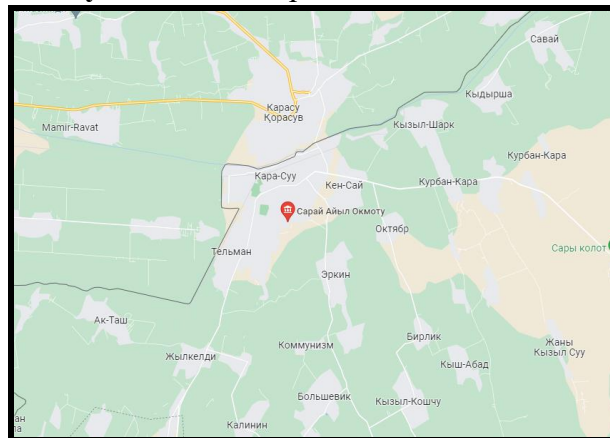 Савай
Кыдырша
Карасу
Қорасув
Mamir-Ravat
Кызыл-Шарк
Курбан-Кара
Кара-Суу
Кен-Сай
Курбан-Кара
Сарай Айыл Окмоту
Октябр
Тельман
Сары колот
Эркин
Ак-Таш
Бирлик
Коммунизм
Жаны
Кызыл Суу
Жылкелди
Кыш-Абад
Большевик
Кызыл-Кошчу
Калинин